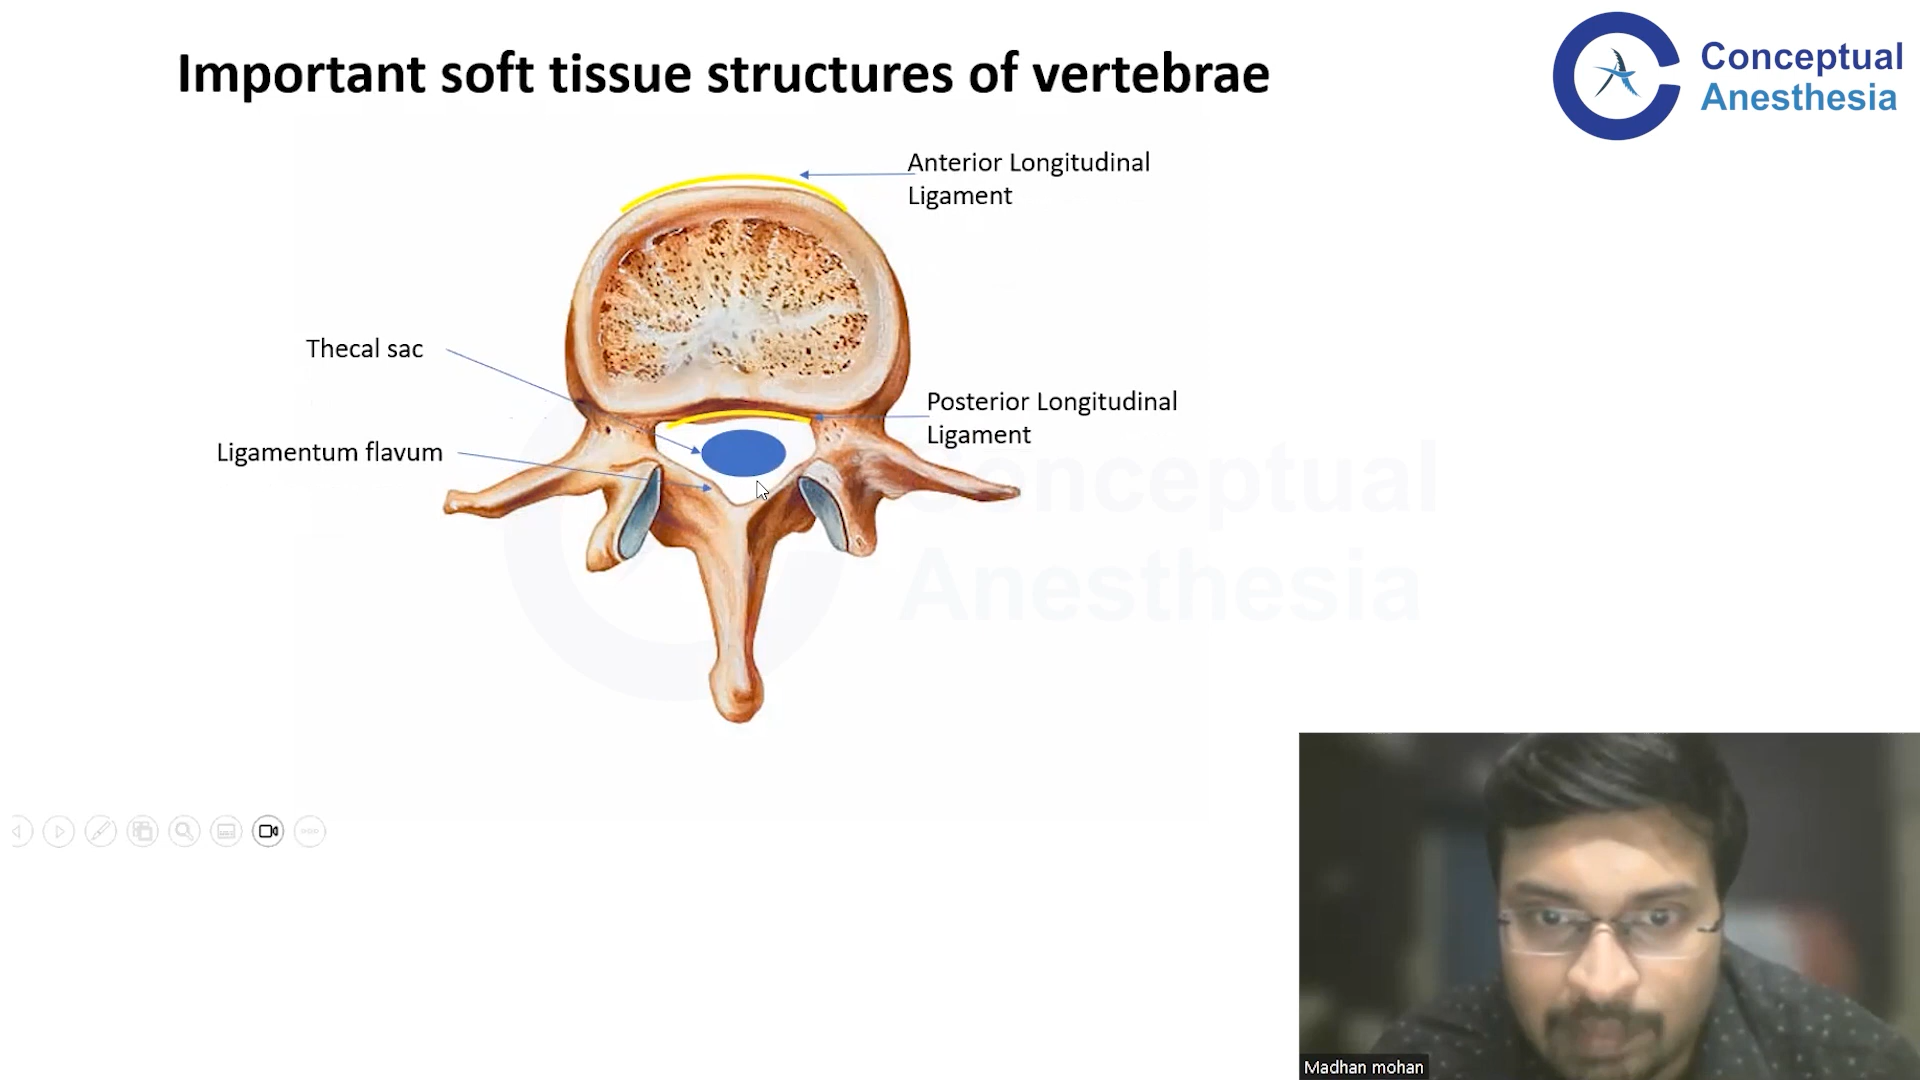 Important soft tissue structures of vertebrae
Conceptual
Anesthesia
Anterior Longitudinal
Ligament
Thecal sac
Posterior Longitudinal
Ligament
Ligamentum flavum
Conceptual
Anesthesia
Madhan mohan